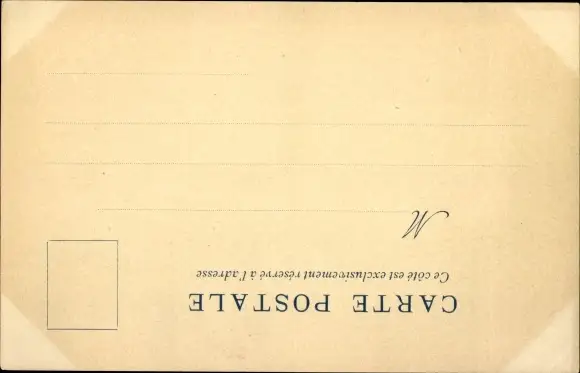 CARTE POSTALE
Ce côté est exclusivement réservé à l'adresse
M